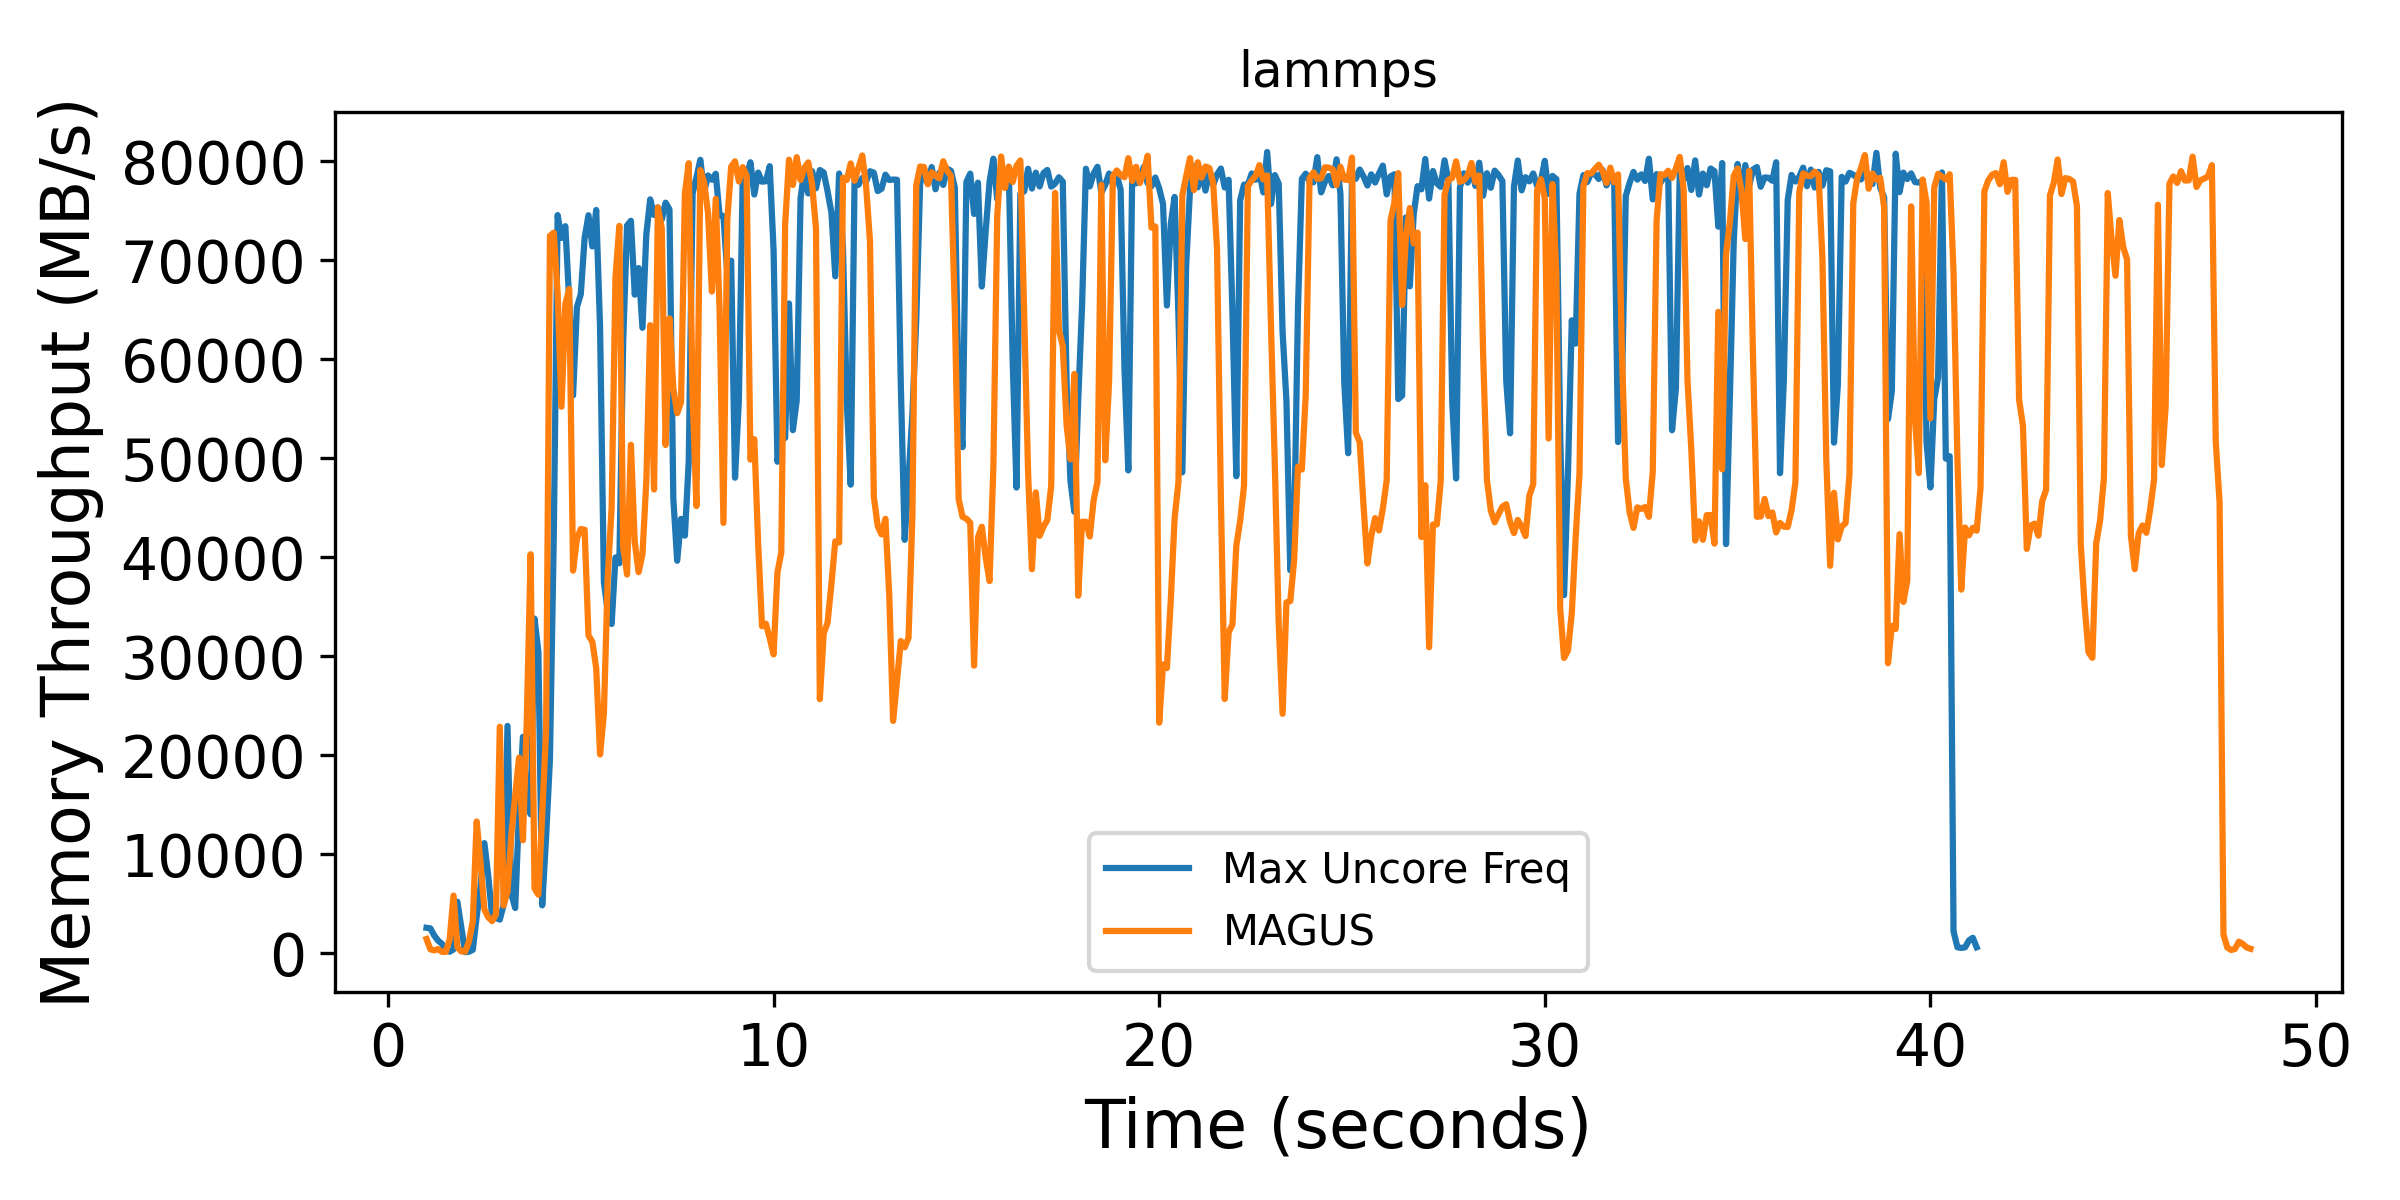 lammps
Memory Throughput (MB/s)
80000
70000
60000
50000
40000
30000
20000
10000
0
Max Uncore Freq
MAGUS
0 10 20 30 40 50
Time (seconds)